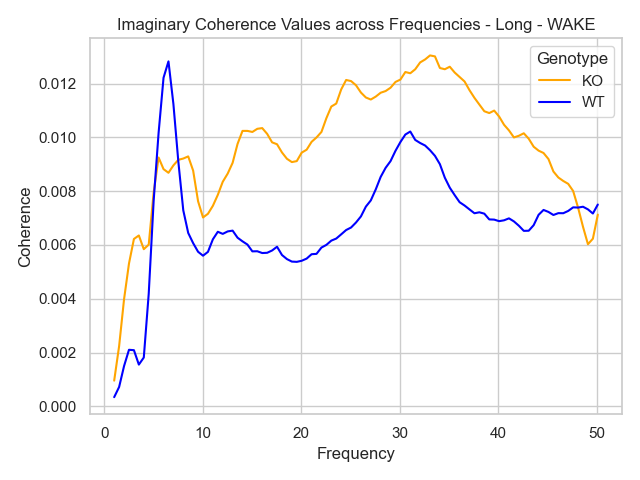 Imaginary Coherence Values across Frequencies - Long - WAKE
Genotype
KO
WT
Coherence
0.012
0.010
0.008
0.006
0.004
0.002
0.000
0
10
20
30
40
50
Frequency